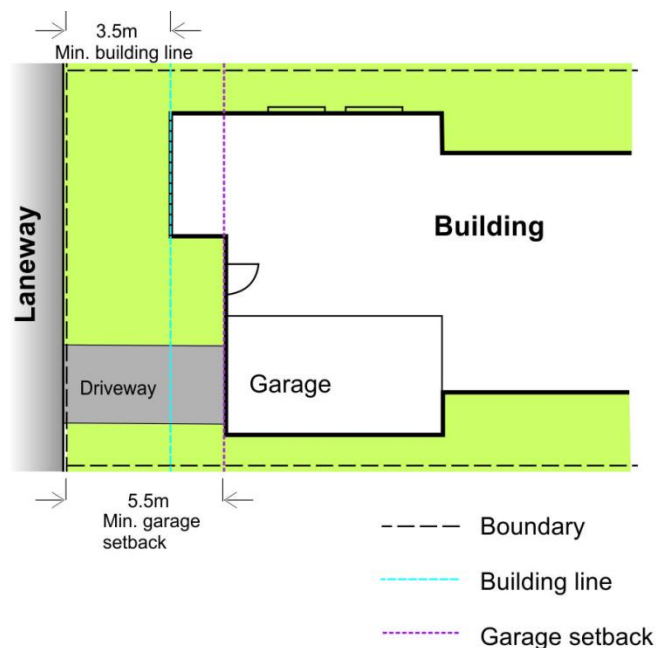 3.5m
Min. building line
Laneway
Building
Driveway
Garage
5.5m
Min. garage
setback
Boundary
Building line
Garage setback